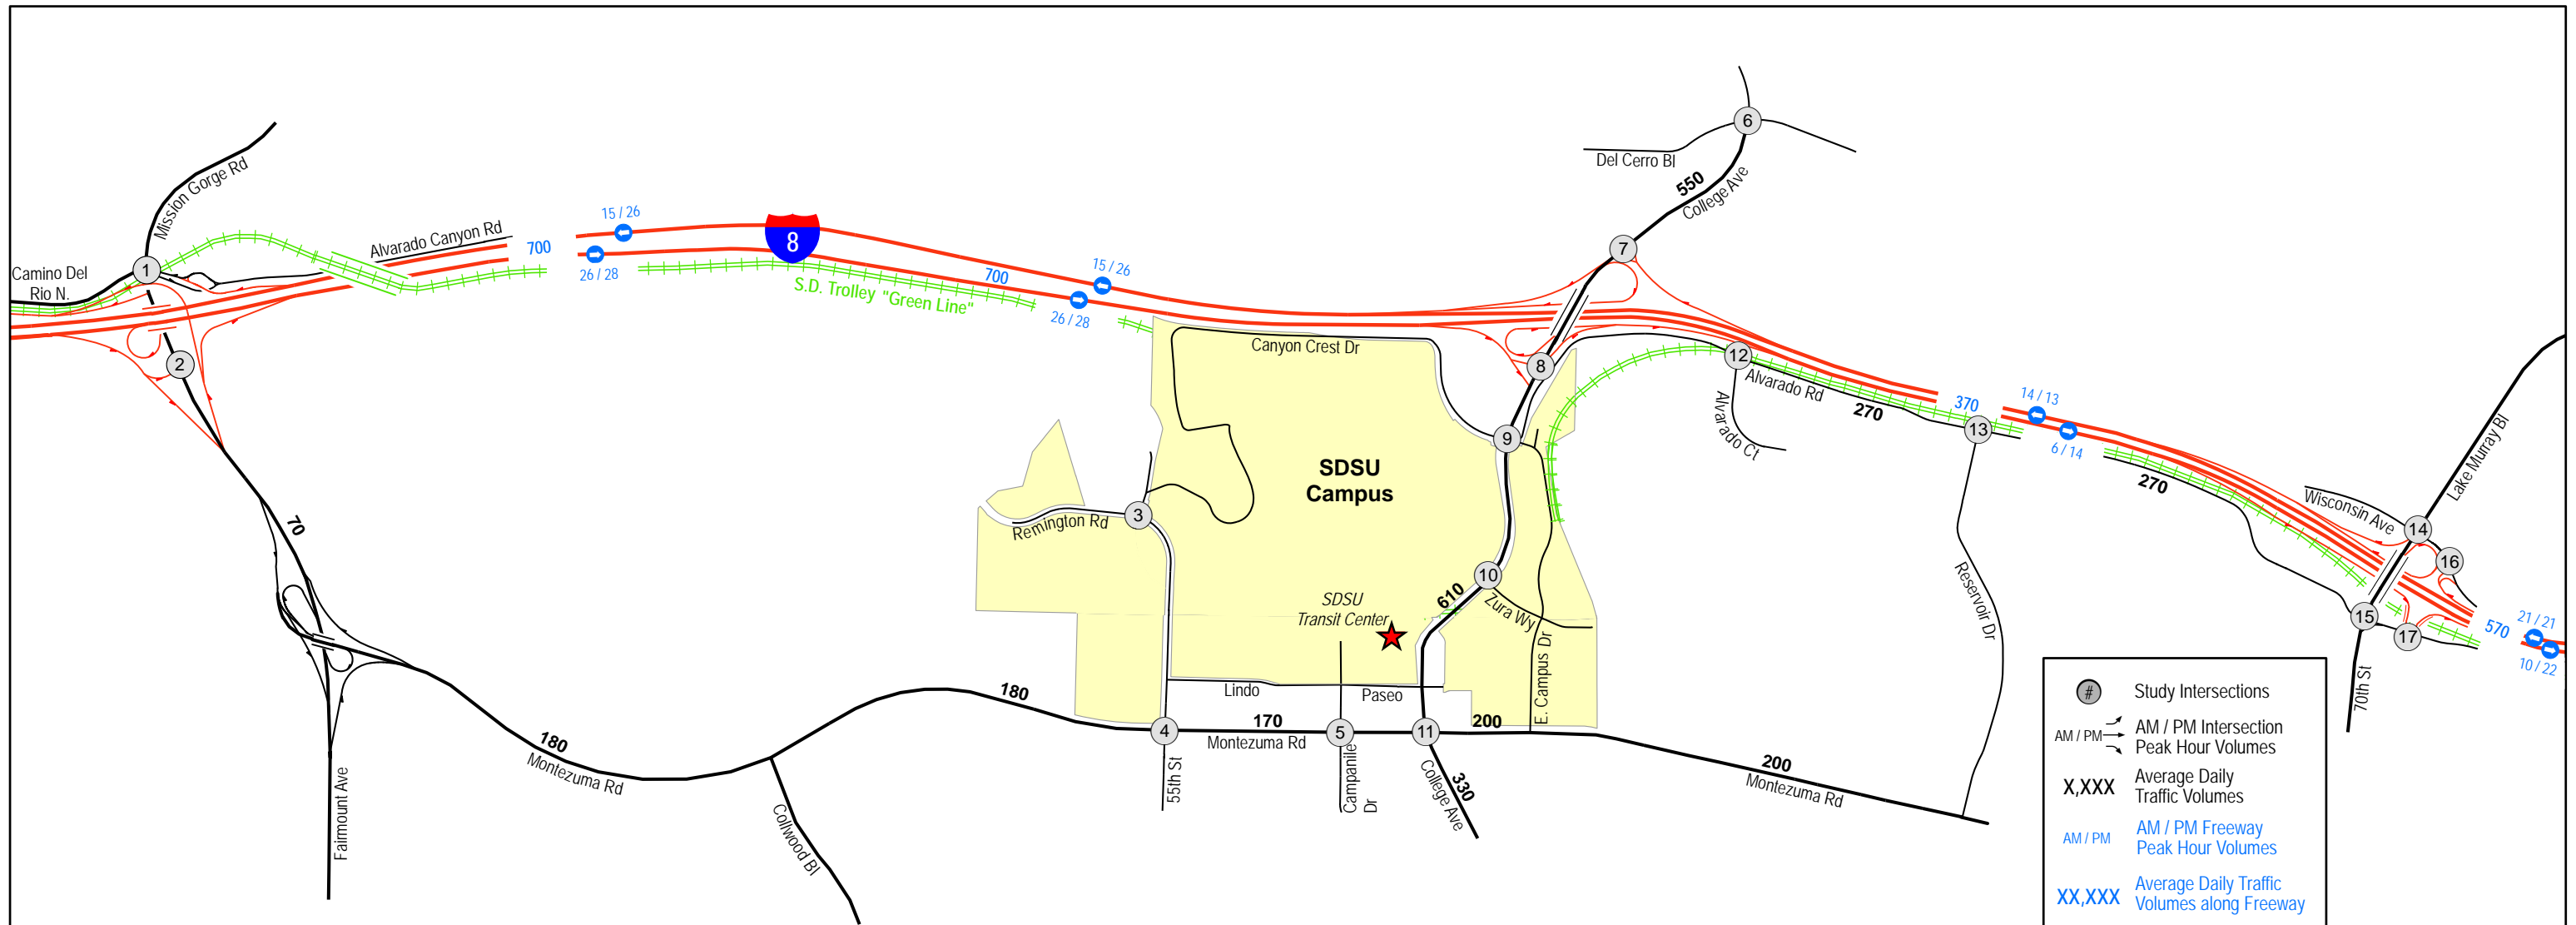 6
Del Cerro Bl
550
College Ave
7
Mission Gorge Rd
Camino Del
Rio N.
1
Alvarado Canyon Rd
700
15 / 26
26 / 28
8
S.D. Trolley "Green Line"
700
15 / 26
26 / 28
2
Canyon Crest Dr
8
12
Alvarado Rd
270
Alvarado Ct
370
14 / 13
6 / 14
13
270
Lake Murray Bl
Wisconsin Ave
14
16
15
17
570
21 / 21
10 / 22
70th St
9
SDSU
Campus
3
Remington Rd
70
10
610
Zura Wy
SDSU
Transit Center
E. Campus Dr
Reservoir Dr
Lindo
Paseo
180
180
Montezuma Rd
4
170
Montezuma Rd
5
11
200
200
Montezuma Rd
55th St
Campanile
Dr
College Ave
330
Fairmount Ave
Collwood Bl
#
Study Intersections
AM / PM
AM / PM Intersection
Peak Hour Volumes
X,XXX
Average Daily
Traffic Volumes
AM / PM
AM / PM Freeway
Peak Hour Volumes
XX,XXX
Average Daily Traffic
Volumes along Freeway